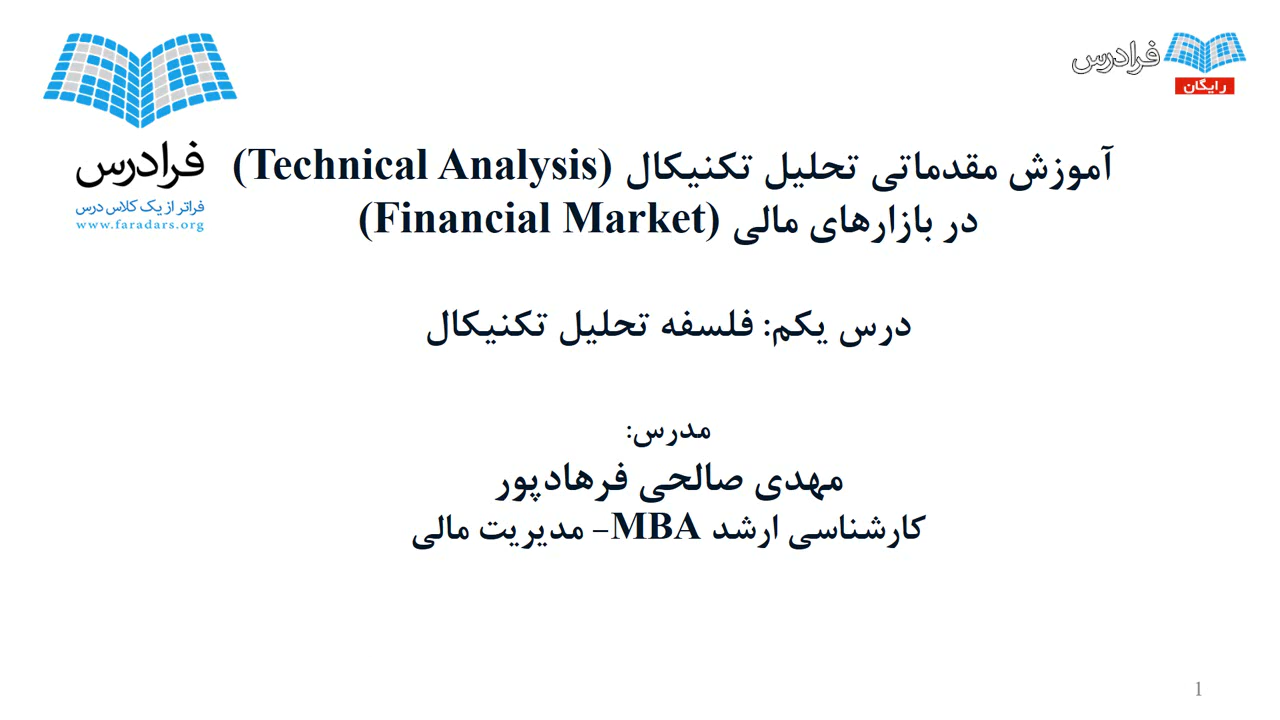 فرادرس
رایگان
فرادرس
فراتر از یک کلاس درس
www.faradars.org
آموزش مقدماتی تحلیل تکنیکال (Technical Analysis)
در بازارهای مالی (Financial Market)
درس یکم: فلسفه تحلیل تکنیکال
مدرس:
مهدی صالحی فرهادپور
کارشناسی ارشد MBA– مدیریت مالی
1